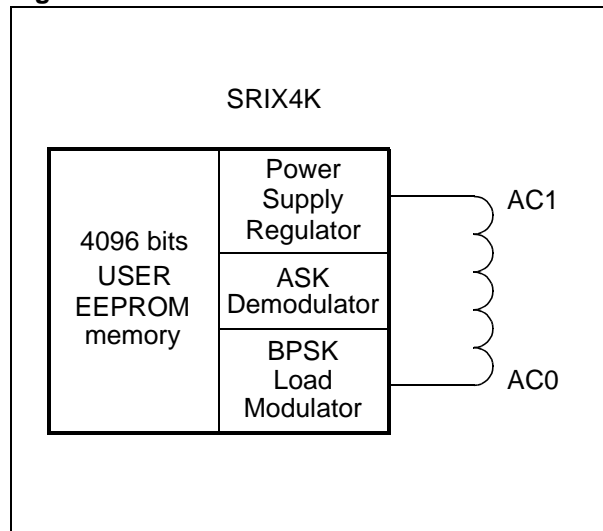 SRIX4K
4096 bits
USER
EEPROM
memory
Power
Supply
Regulator
ASK
Demodulator
BPSK
Load
Modulator
AC1
AC0